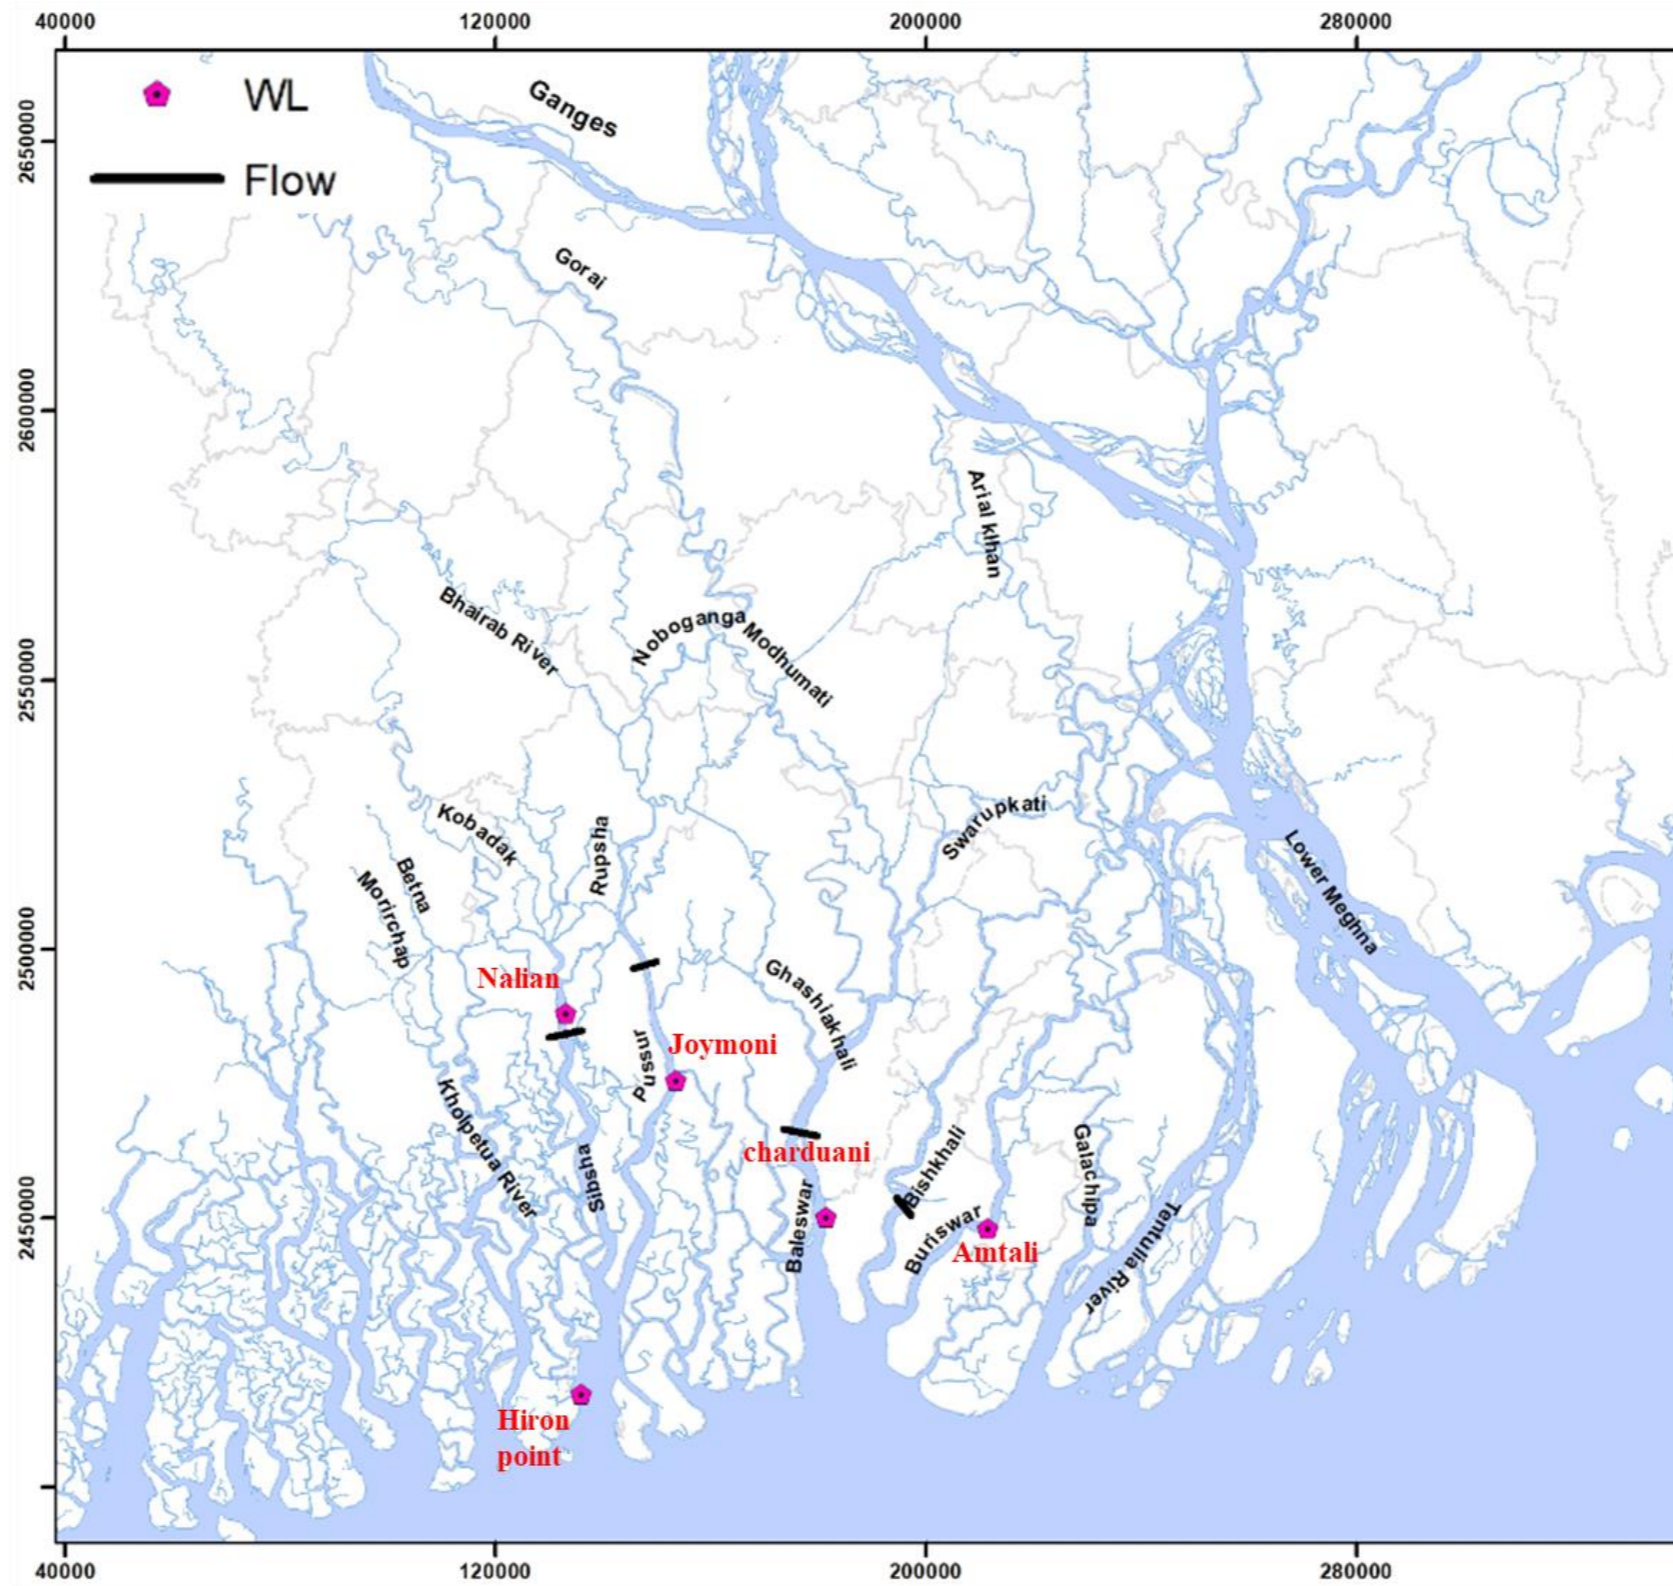 40000 120000 200000 280000
WL
Flow
Ganges
2650000
Gorai
2600000
Arial kIhan
Bhairab River
Noboganga
Modhumati
2550000
Kobadak
Rupsha
Swarupkati
Betna
Morirchap
Lower Meghna
2500000
Nalian
Ghashiakhali
Joymoni
Pussur
Kholpetua River
Sibsha
charduani
Bishkhali
Galachipa
2450000
Baleswar
Buriswar
Amtali
Tentulia River
Hiron
point
40000 120000 200000 280000